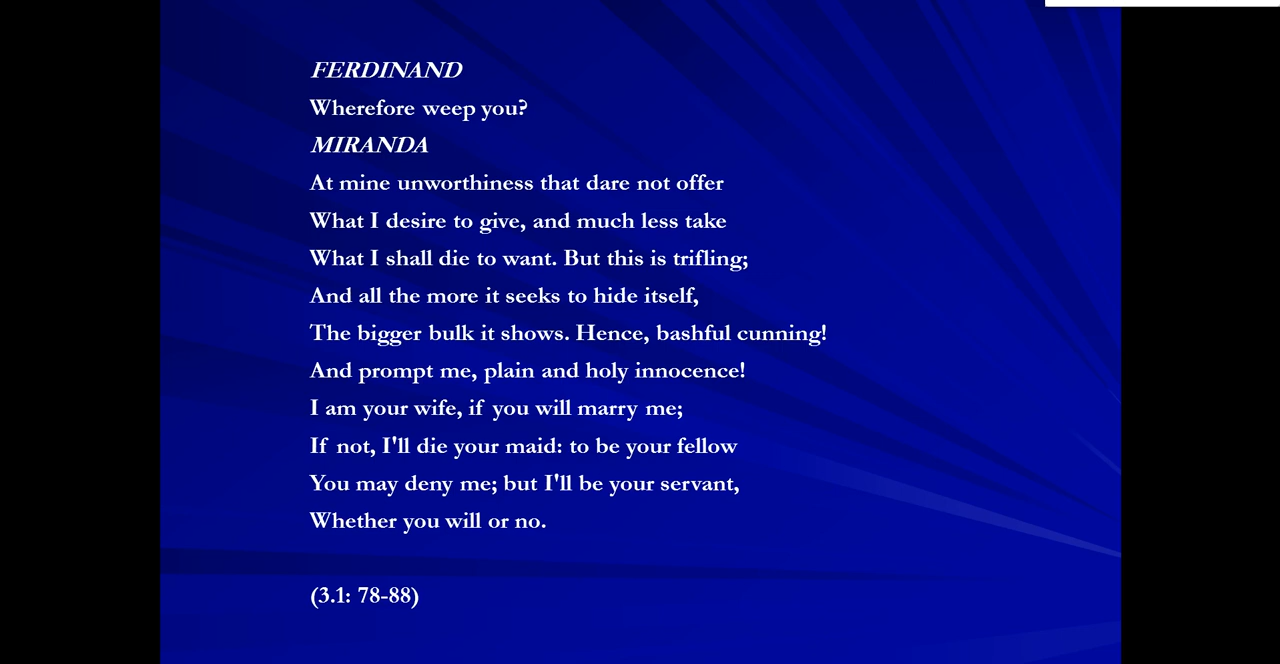 FERDINAND
Wherefore weep you?
MIRANDA
At mine unworthiness that dare not offer
What I desire to give, and much less take
What I shall die to want. But this is trifling;
And all the more it seeks to hide itself,
The bigger bulk it shows. Hence, bashful cunning!
And prompt me, plain and holy innocence!
I am your wife, if you will marry me;
If not, I'll die your maid: to be your fellow
You may deny me; but I'll be your servant,
Whether you will or no.
(3.1: 78-88)